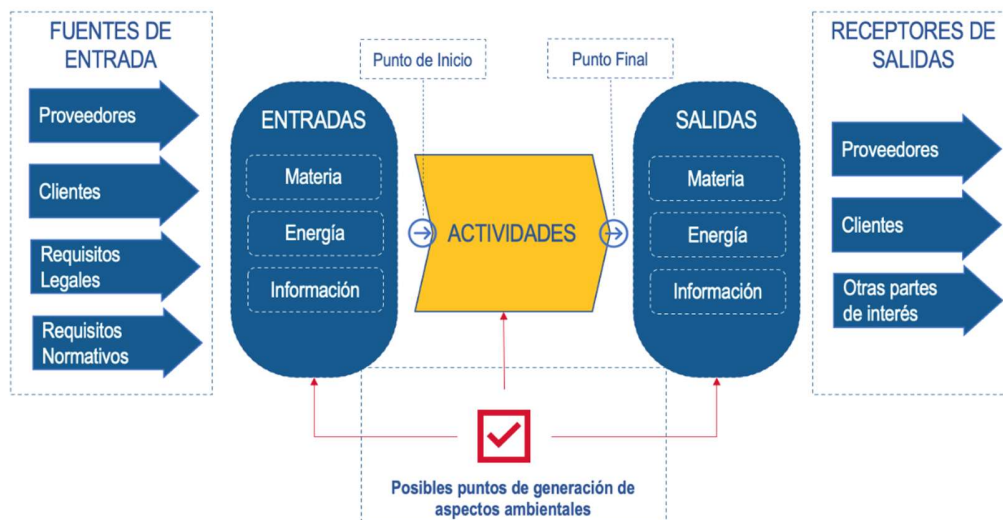 FUENTES DE
ENTRADA
Proveedores
Clientes
Requisitos
Legales
Requisitos
Normativos
ENTRADAS
Materia
Energía
Información
Punto de Inicio
ACTIVIDADES
Punto Final
SALIDAS
Materia
Energía
Información
RECEPTORES DE
SALIDAS
Proveedores
Clientes
Otras partes
de interés
Posibles puntos de generación de
aspectos ambientales